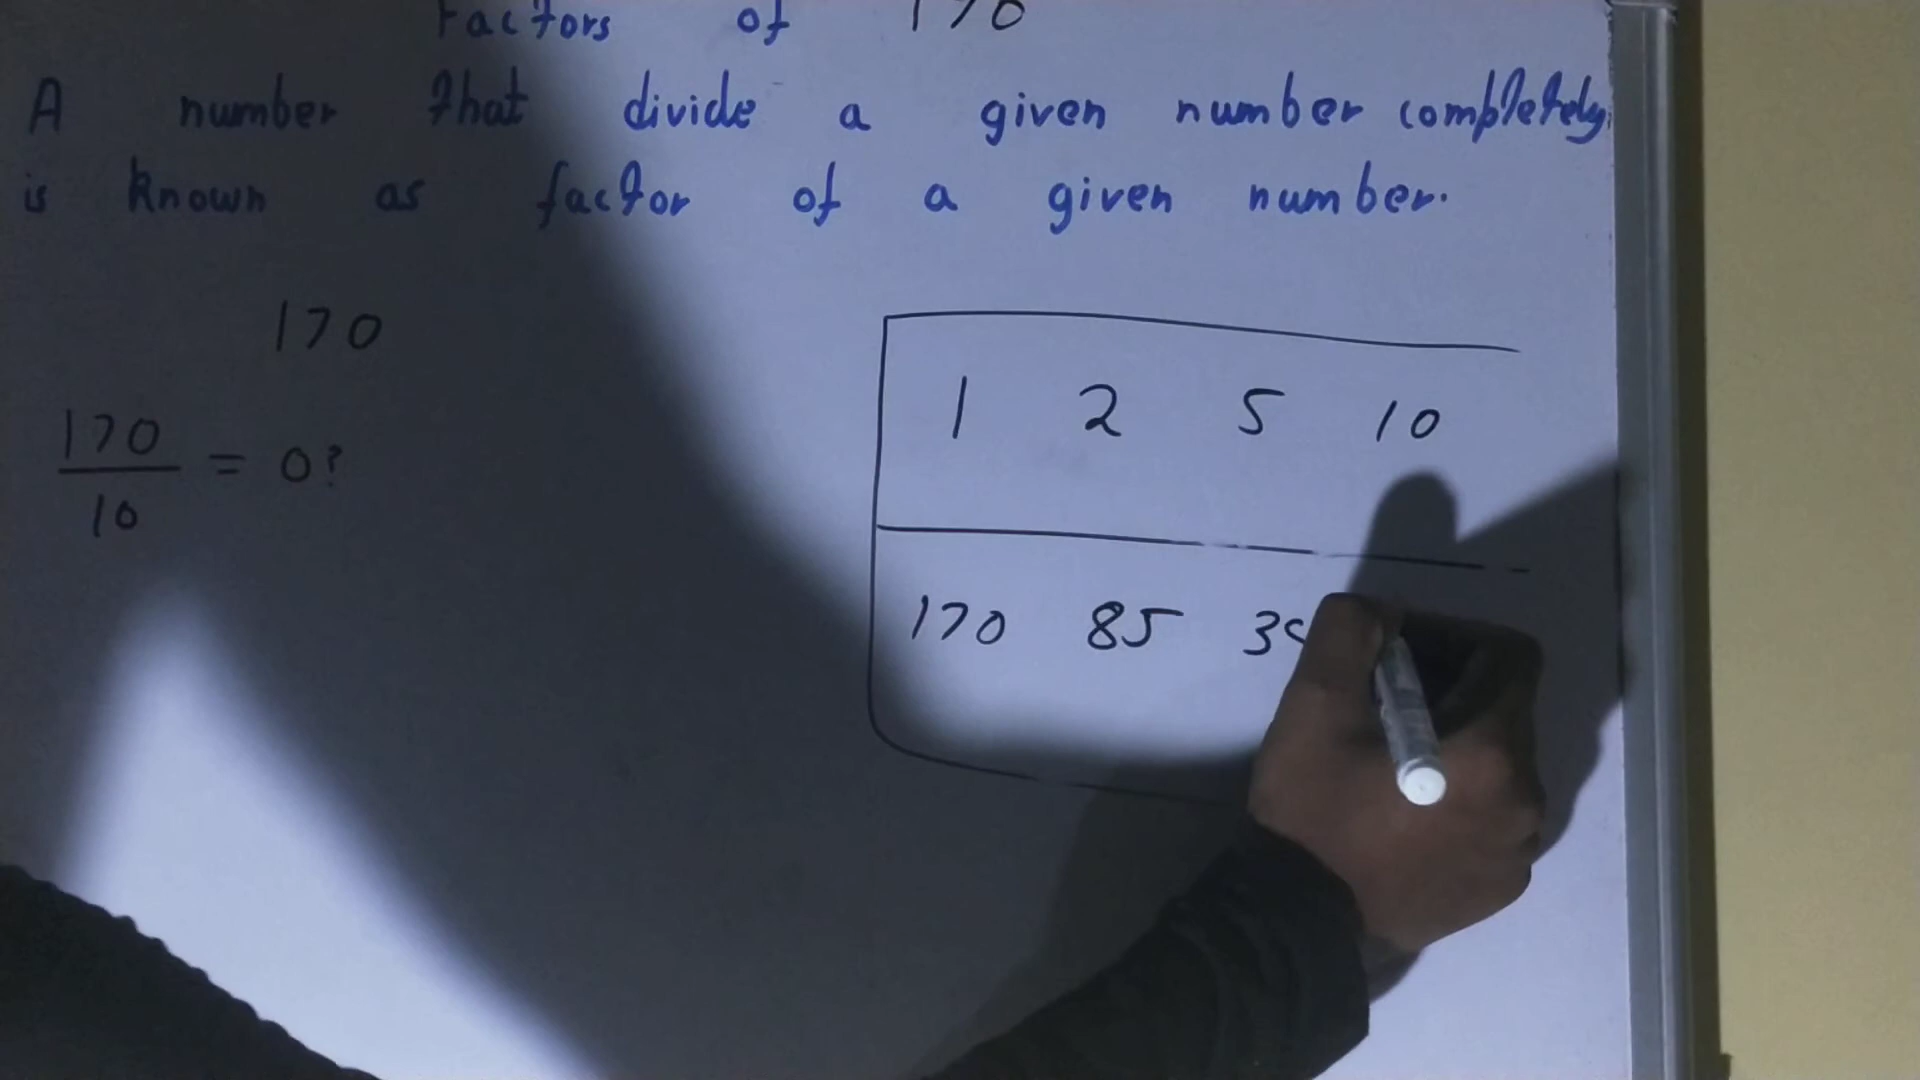 Factors of 170
A number that divide a given number completely
is known as factor of a given number.
170
170
10
= 0?
1 2 5 10
170 85